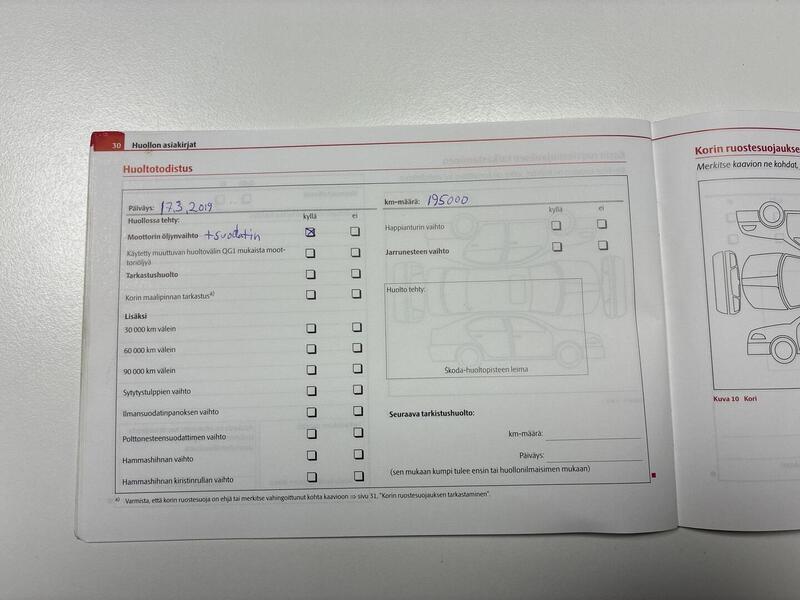 30 Huollon asiakirjat
Huoltotodistus
Päiväys: 17.3.2019
km-määrä: 195000
Huollossa tehty:
kyllä ei
Moottorin öljynvaihto + suodatin
Käytetty muuttuvan huoltovälin QG1 mukaista moot-
toriöljyä
Tarkastushuolto
Korin maalipinnan tarkastus a)
Lisäksi
30 000 km välein
60 000 km välein
90 000 km välein
Sytytystulppien vaihto
Ilmansuodatinpanoksen vaihto
Polttonesteensuodattimen vaihto
Hammashihnan vaihto
Hammashihnan kiristinrullan vaihto
kyllä ei
Happianturin vaihto
Jarrunesteen vaihto
Huolto tehty:
Škoda-huoltopisteen leima
Seuraava tarkistushuolto:
km-määrä:
Päiväys:
(sen mukaan kumpi tulee ensin tai huollonilmaisimen mukaan)
a) Varmista, että korin ruostesuoja on ehjä tai merkitse vahingoittunut kohta kaavioon ⇒ sivu 31, "Korin ruostesuojauksen tarkastaminen".
Korin ruostesuojaukse
Merkitse kaavion ne kohdat,
Kuva 10 Kori